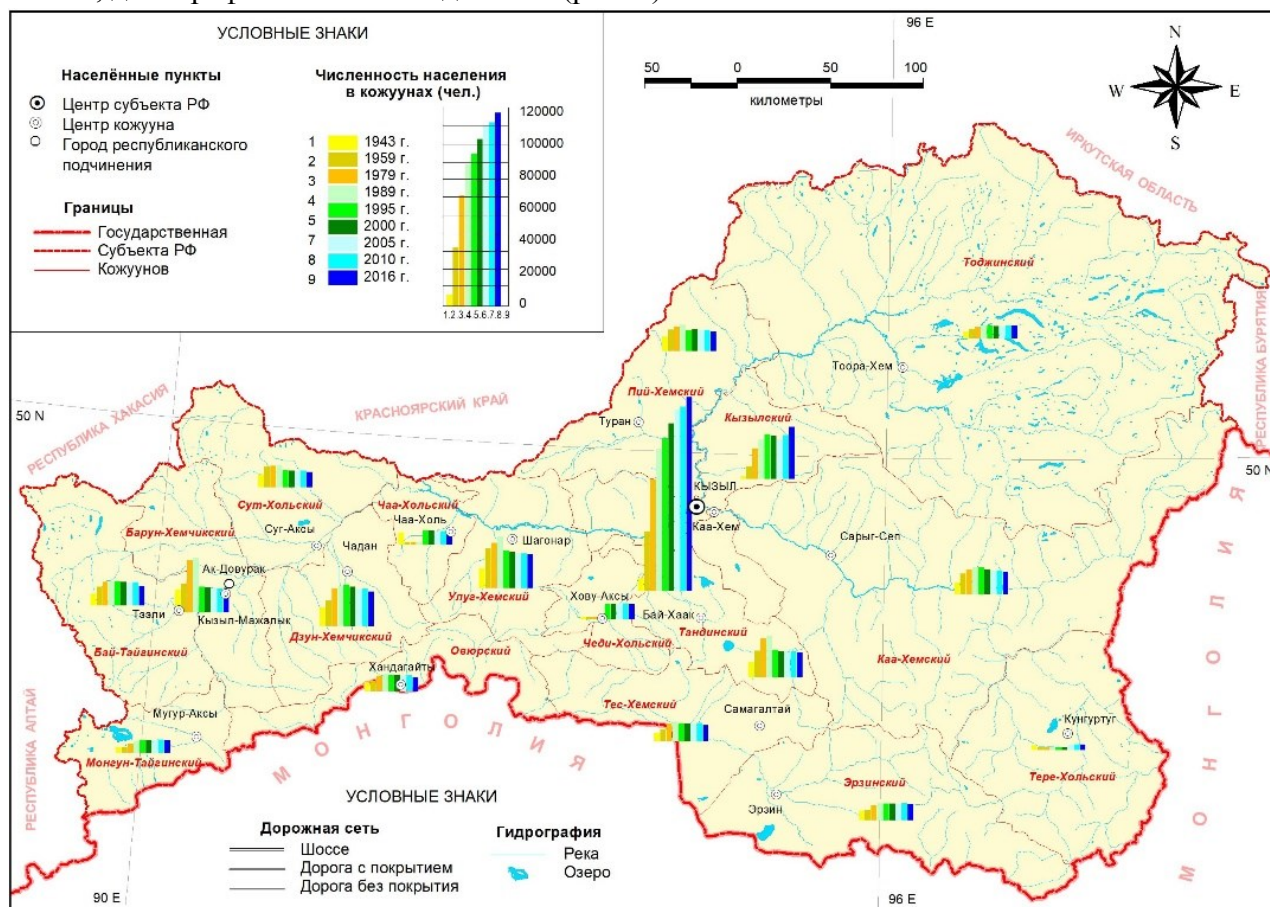 УСЛОВНЫЕ ЗНАКИ
Населённые пункты
Центр субъекта РФ
Центр кожууна
Город республиканского
подчинения
Границы
Государственная
Субъекта РФ
Кожуунов
Численность населения
в кожуунах (чел.)
1 1943 г.
2 1959 г.
3 1979 г.
4 1989 г.
5 1995 г.
5 2000 г.
7 2005 г.
8 2010 г.
9 2016 г.
120000
100000
80000
60000
40000
20000
0
1.2 3.4.5.6.7.8.9
50 0 50 100
километры
96 E
N
W E
S
ИРКУТСКАЯ ОБЛАСТЬ
РЕСПУБЛИКА БУРЯТИЯ
Тоджинский
Тоора-Хем
Пий-Хемский
Туран
Кызылский
50 N
КРАСНОЯРСКИЙ КРАЙ
РЕСПУБЛИКА ХАКАСИЯ
50 N
КЫЗЫЛ
Каа-Хем
Сарыг-Сеп
Сут-Хольский
Чаа-Хольский
Чаа-Холь
Суг-Аксы
Барун-Хемчикский
Чадан
Шагонар
Ак-Довурак
Улуг-Хемский
Хову-Аксы
Бай-Хаак
Тээли
Кызыл-Мажалык
Дзун-Хемчикский
Чеди-Хольский
Тандинский
Бай-Тайгинский
Овюрский
Каа-Хемский
Хандагайты
Тес-Хемский
Самагалтай
Кунгуртуг
Мугур-Аксы
Монгун-Тайгинский
Эрзинский
Тере-Хольский
Эрзин
РЕСПУБЛИКА АЛТАЙ
МОНГОЛИЯ
МОНГОЛИЯ
УСЛОВНЫЕ ЗНАКИ
Дорожная сеть
Шоссе
Дорога с покрытием
Дорога без покрытия
Гидрография
Река
Озеро
90 E
96 E